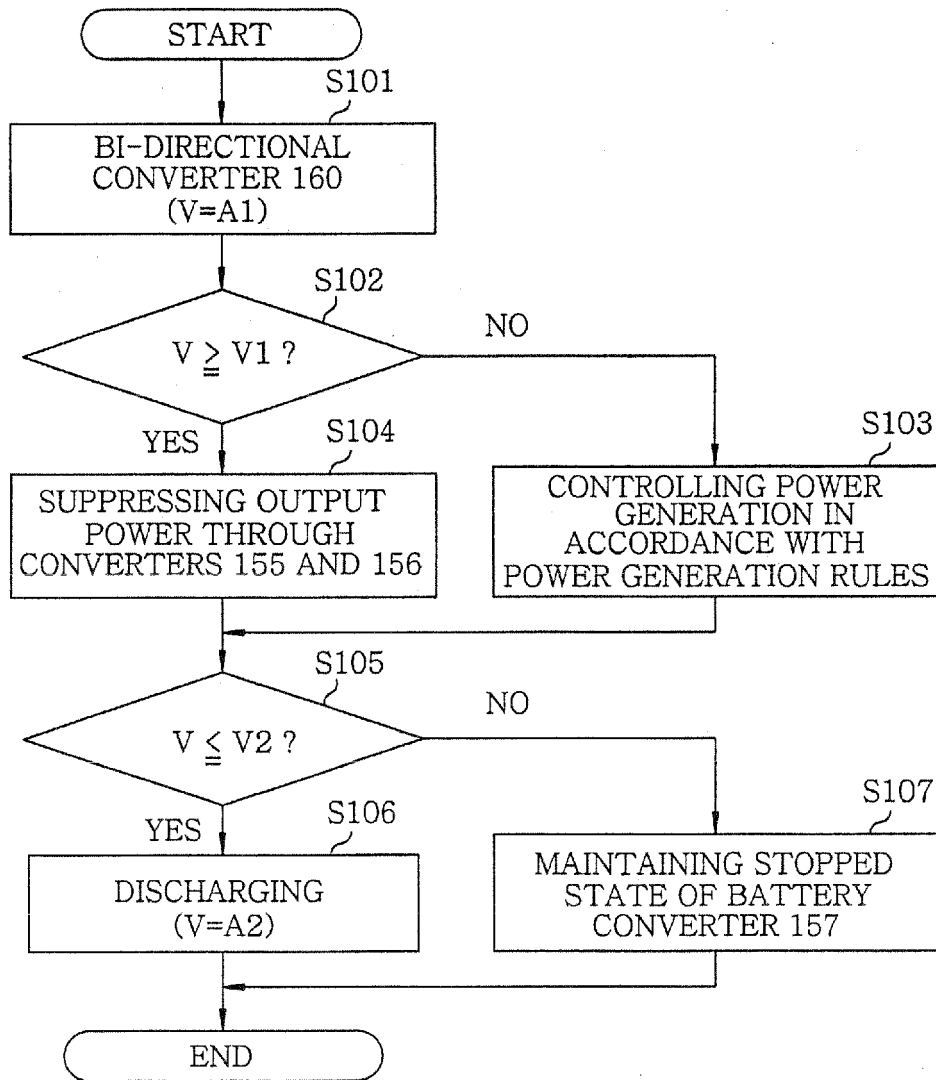 START
S101
BI-DIRECTIONAL
CONVERTER 160
(V=A1)
S102
V ≧ V1 ?
NO
YES
S104
SUPPRESSING OUTPUT
POWER THROUGH
CONVERTERS 155 AND 156
S103
CONTROLLING POWER
GENERATION IN
ACCORDANCE WITH
POWER GENERATION RULES
S105
V ≦ V2 ?
NO
YES
S106
DISCHARGING
(V=A2)
S107
MAINTAINING STOPPED
STATE OF BATTERY
CONVERTER 157
END